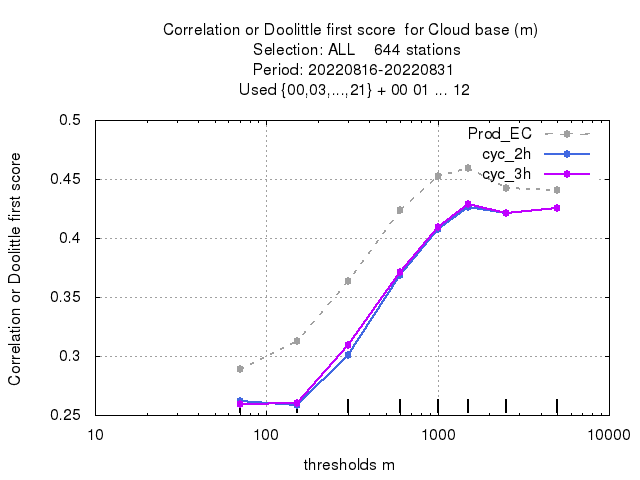 Correlation or Doolittle first score  for Cloud base (m)
Selection: ALL    644 stations
Period: 20220816-20220831
Used {00,03,...,21} + 00 01 ... 12
Correlation or Doolittle first score
0.5
0.45
0.4
0.35
0.3
0.25
Prod_EC
cyc_2h
cyc_3h
10 100 1000 10000
thresholds m